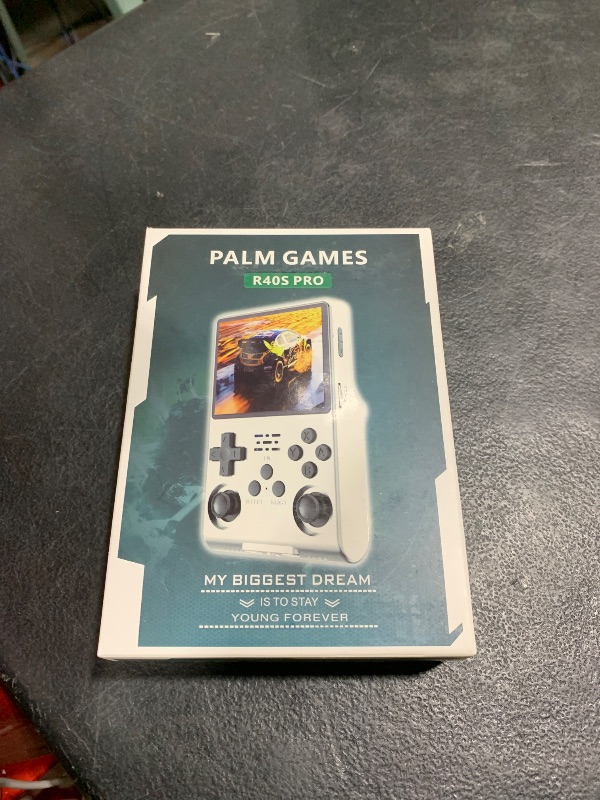 PALM GAMES
R40S PRO
MY BIGGEST DREAM
IS TO STAY
YOUNG FOREVER